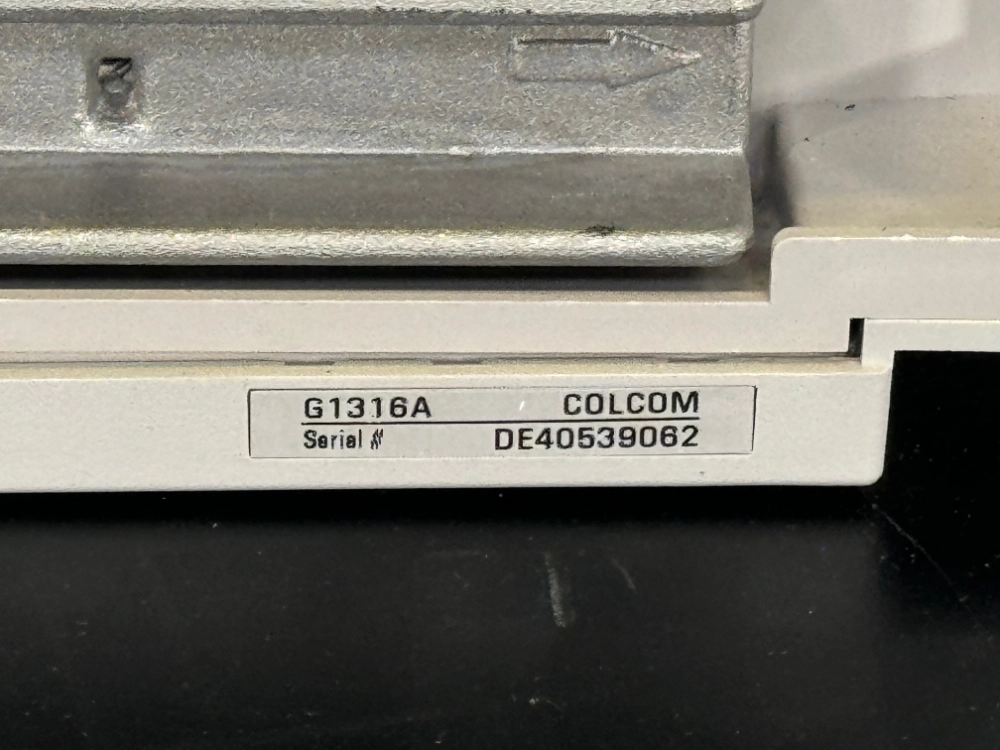 G1316A COLCOM
Serial # DE40539062